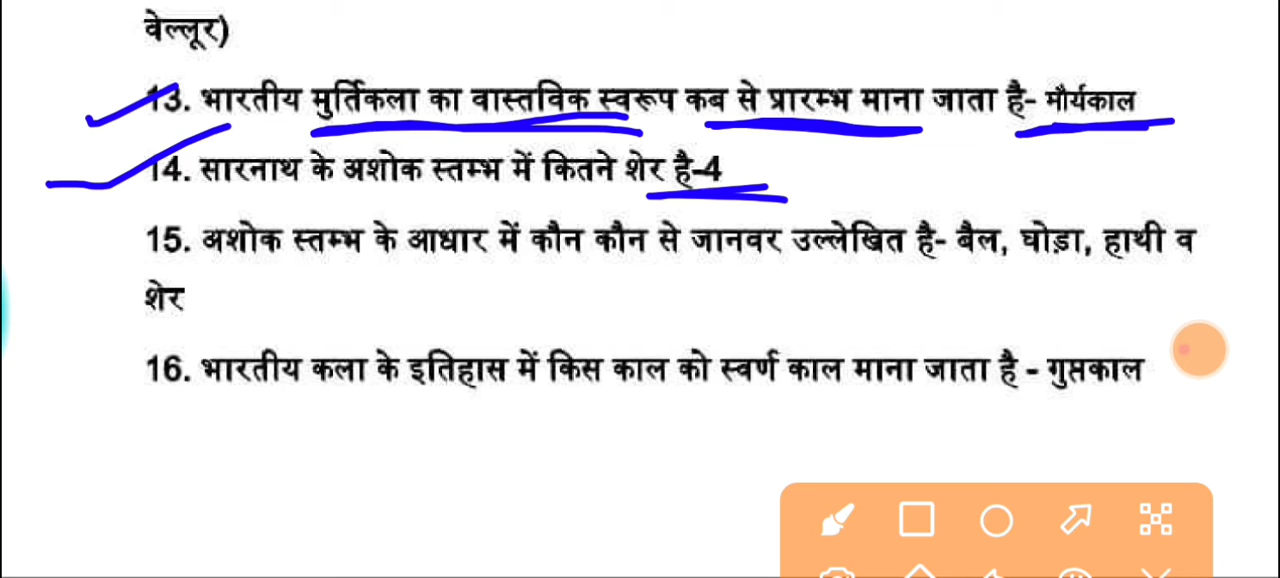 वेल्लूर)
13. भारतीय मुर्तिकला का वास्तविक स्वरूप कब से प्रारम्भ माना जाता है- मौर्यकाल
14. सारनाथ के अशोक स्तम्भ में कितने शेर है-4
15. अशोक स्तम्भ के आधार में कौन कौन से जानवर उल्लेखित है- बैल, घोड़ा, हाथी व
शेर
16. भारतीय कला के इतिहास में किस काल को स्वर्ण काल माना जाता है - गुप्तकाल